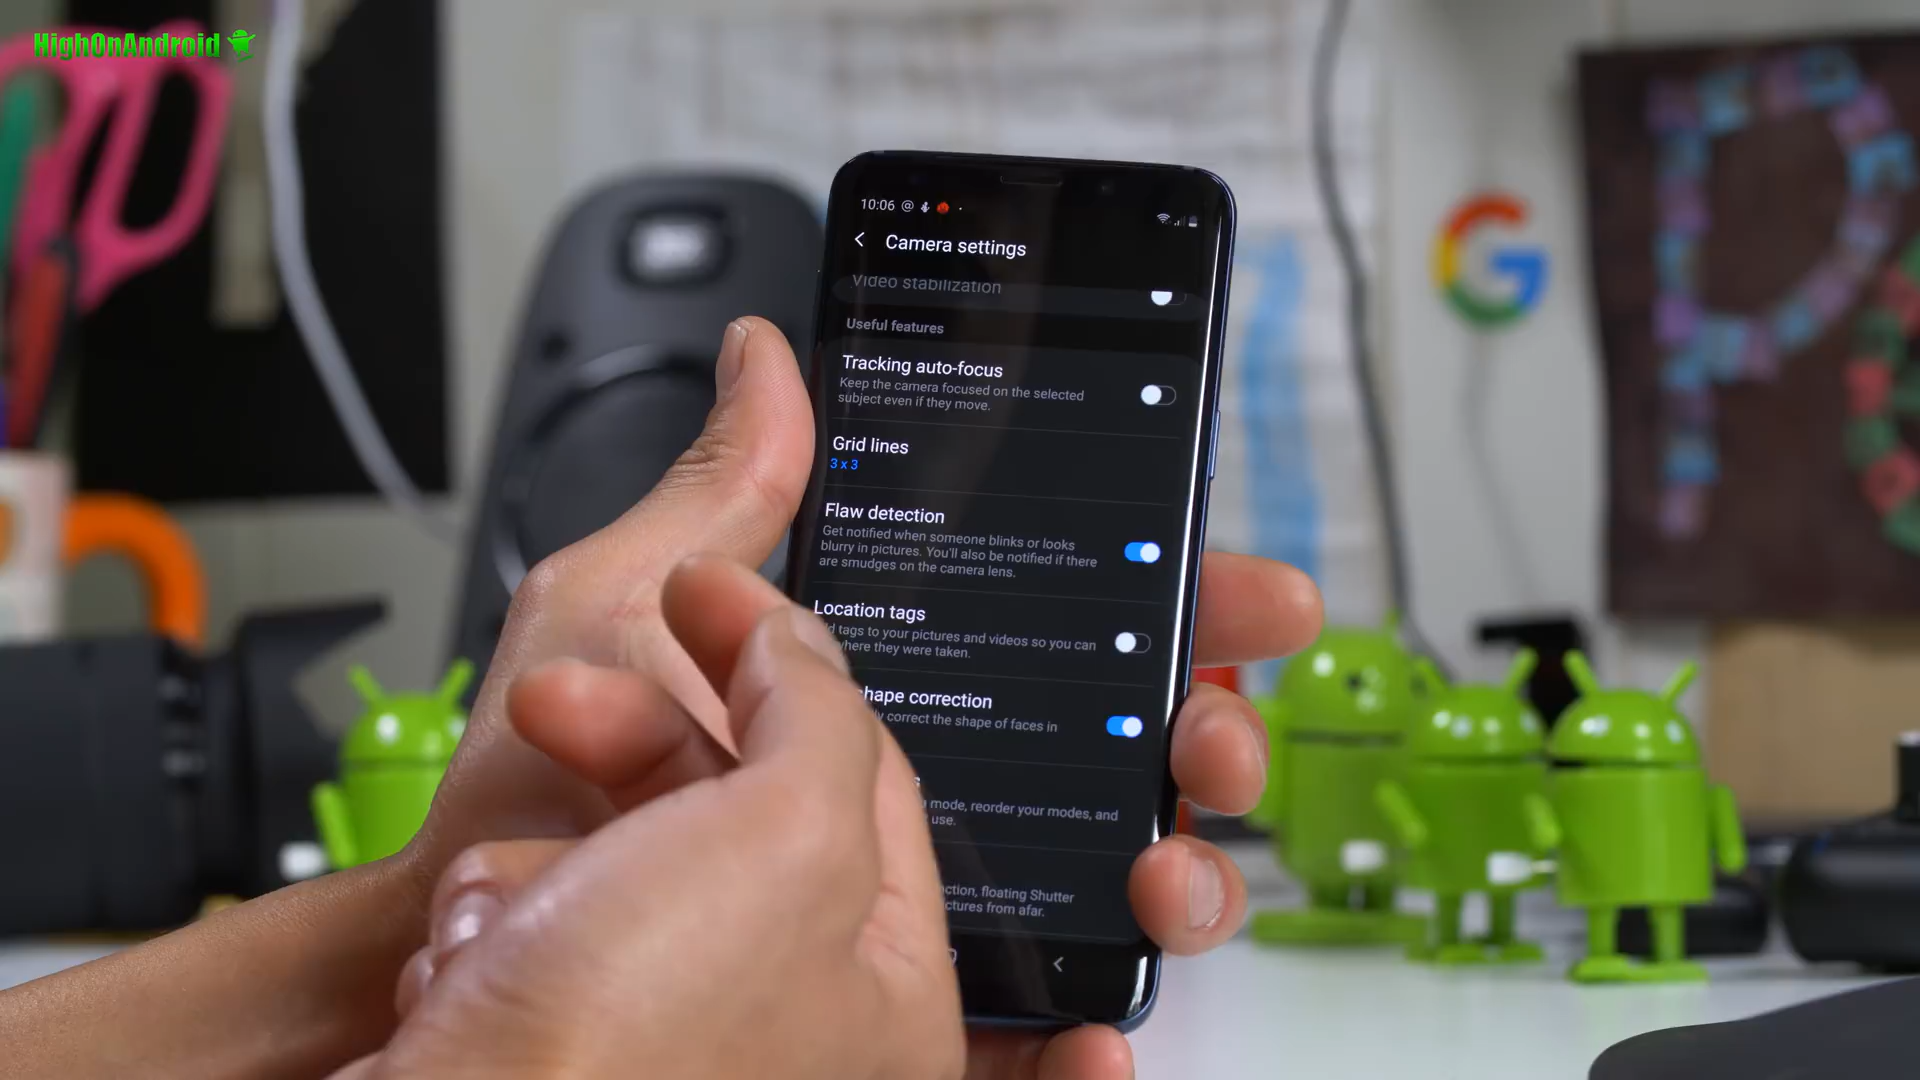 HighOnAndroid
10:06 @
Camera settings
Video stabilization
Useful features
Tracking auto-focus
Keep the camera focused on the selected
subject even if they move.
Grid lines
3 x 3
Flaw detection
Get notified when someone blinks or looks
blurry in pictures. You'll also be notified if there
are smudges on the camera lens.
Location tags
tags to your pictures and videos so you can
where they were taken.
shape correction
correct the shape of faces in
mode, reorder your modes, and
use.
floating Shutter
from afar.
G